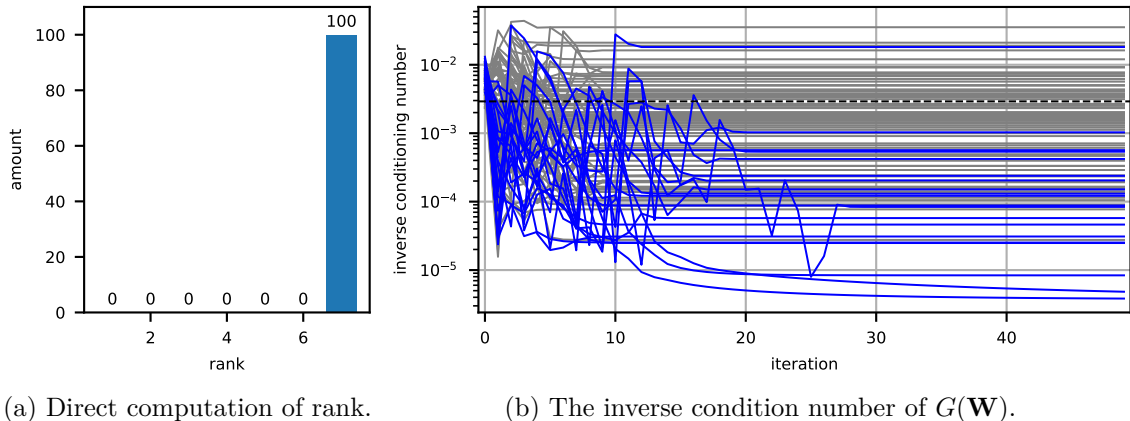 100
100
80
60
40
20
0
0 0 0 0 0 0
2 4 6
rank
amount
10⁻²
10⁻³
10⁻⁴
10⁻⁵
0 10 20 30 40
iteration
inverse conditioning number
(a) Direct computation of rank.
(b) The inverse condition number of G(W).